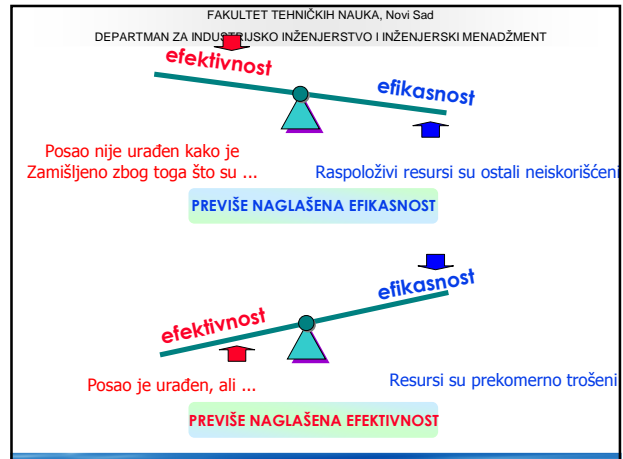 FAKULTET TEHNIČKIH NAUKA, Novi Sad
DEPARTMAN ZA INDUSTRIJSKO INŽENJERSTVO I INŽENJERSKI MENADŽMENT
efektivnost
efikasnost
Posao nije urađen kako je
Zamišljeno zbog toga što su ...
Raspoloživi resursi su ostali neiskorišćeni
PREVIŠE NAGLAŠENA EFIKASNOST
efikasnost
efektivnost
Posao je urađen, ali ...
Resursi su prekomerno trošeni
PREVIŠE NAGLAŠENA EFEKTIVNOST